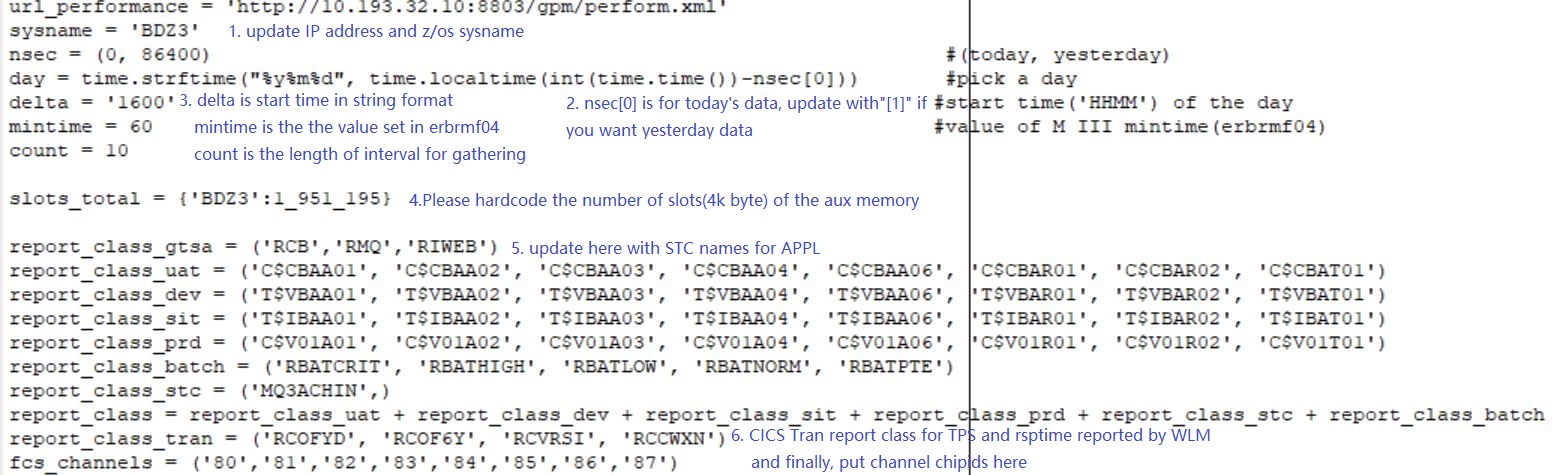 url_performance = 'http://10.193.32.10:8803/gpm/perform.xml'
sysname = 'BDZ3' 1. update IP address and z/os sysname
nsec = (0, 86400) #(today, yesterday)
day = time.strftime("%y%m%d", time.localtime(int(time.time())-nsec[0])) #pick a day
delta = '1600' 3. delta is start time in string format 2. nsec[0] is for today's data, update with"[1]" if #start time('HHMM') of the day
mintime = 60 mintime is the the value set in erbrmf04 you want yesterday data #value of M III mintime(erbrmf04)
count = 10 count is the length of interval for gathering
slots_total = {'BDZ3':1_951_195} 4.Please hardcode the number of slots(4k byte) of the aux memory
report_class_gtsa = ('RCB','RMQ','RIWEB') 5. update here with STC names for APPL
report_class_uat = ('C$CBAA01', 'C$CBAA02', 'C$CBAA03', 'C$CBAA04', 'C$CBAA06', 'C$CBAR01', 'C$CBAR02', 'C$CBAT01')
report_class_dev = ('T$VBAA01', 'T$VBAA02', 'T$VBAA03', 'T$VBAA04', 'T$VBAA06', 'T$VBAR01', 'T$VBAR02', 'T$VBAT01')
report_class_sit = ('T$IBAA01', 'T$IBAA02', 'T$IBAA03', 'T$IBAA04', 'T$IBAA06', 'T$IBAR01', 'T$IBAR02', 'T$IBAT01')
report_class_prd = ('C$V01A01', 'C$V01A02', 'C$V01A03', 'C$V01A04', 'C$V01A06', 'C$V01R01', 'C$V01R02', 'C$V01T01')
report_class_batch = ('RBATCRIT', 'RBATHIGH', 'RBATLOW', 'RBATNORM', 'RBATPTE')
report_class_stc = ('MQ3ACHIN',)
report_class = report_class_uat + report_class_dev + report_class_sit + report_class_prd + report_class_stc + report_class_batch
report_class_tran = ('RCOFYD', 'RCOF6Y', 'RCVRSI', 'RCCWXN') 6. CICS Tran report class for TPS and rsptime reported by WLM
fcs_channels = ('80','81','82','83','84','85','86','87') and finally, put channel chipids here